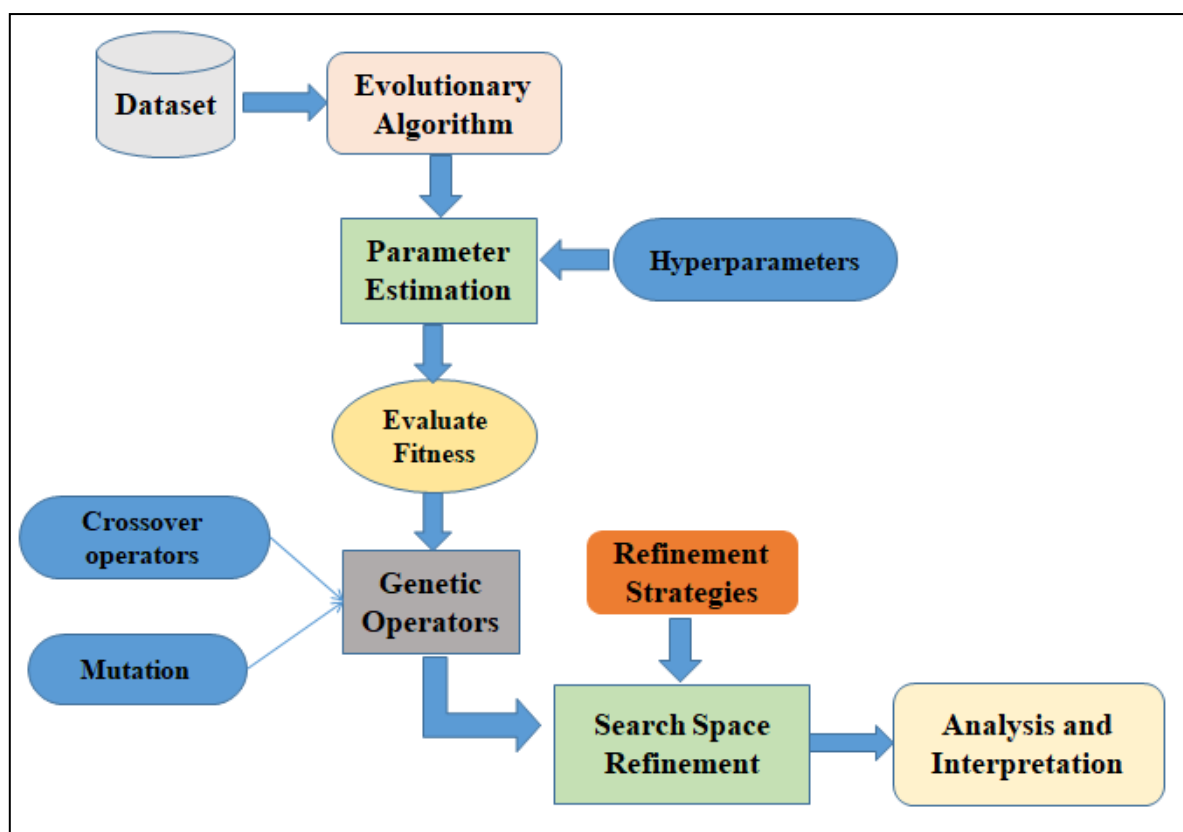 Dataset
Evolutionary
Algorithm
Parameter
Estimation
Hyperparameters
Evaluate
Fitness
Crossover
operators
Genetic
Operators
Mutation
Refinement
Strategies
Search Space
Refinement
Analysis and
Interpretation